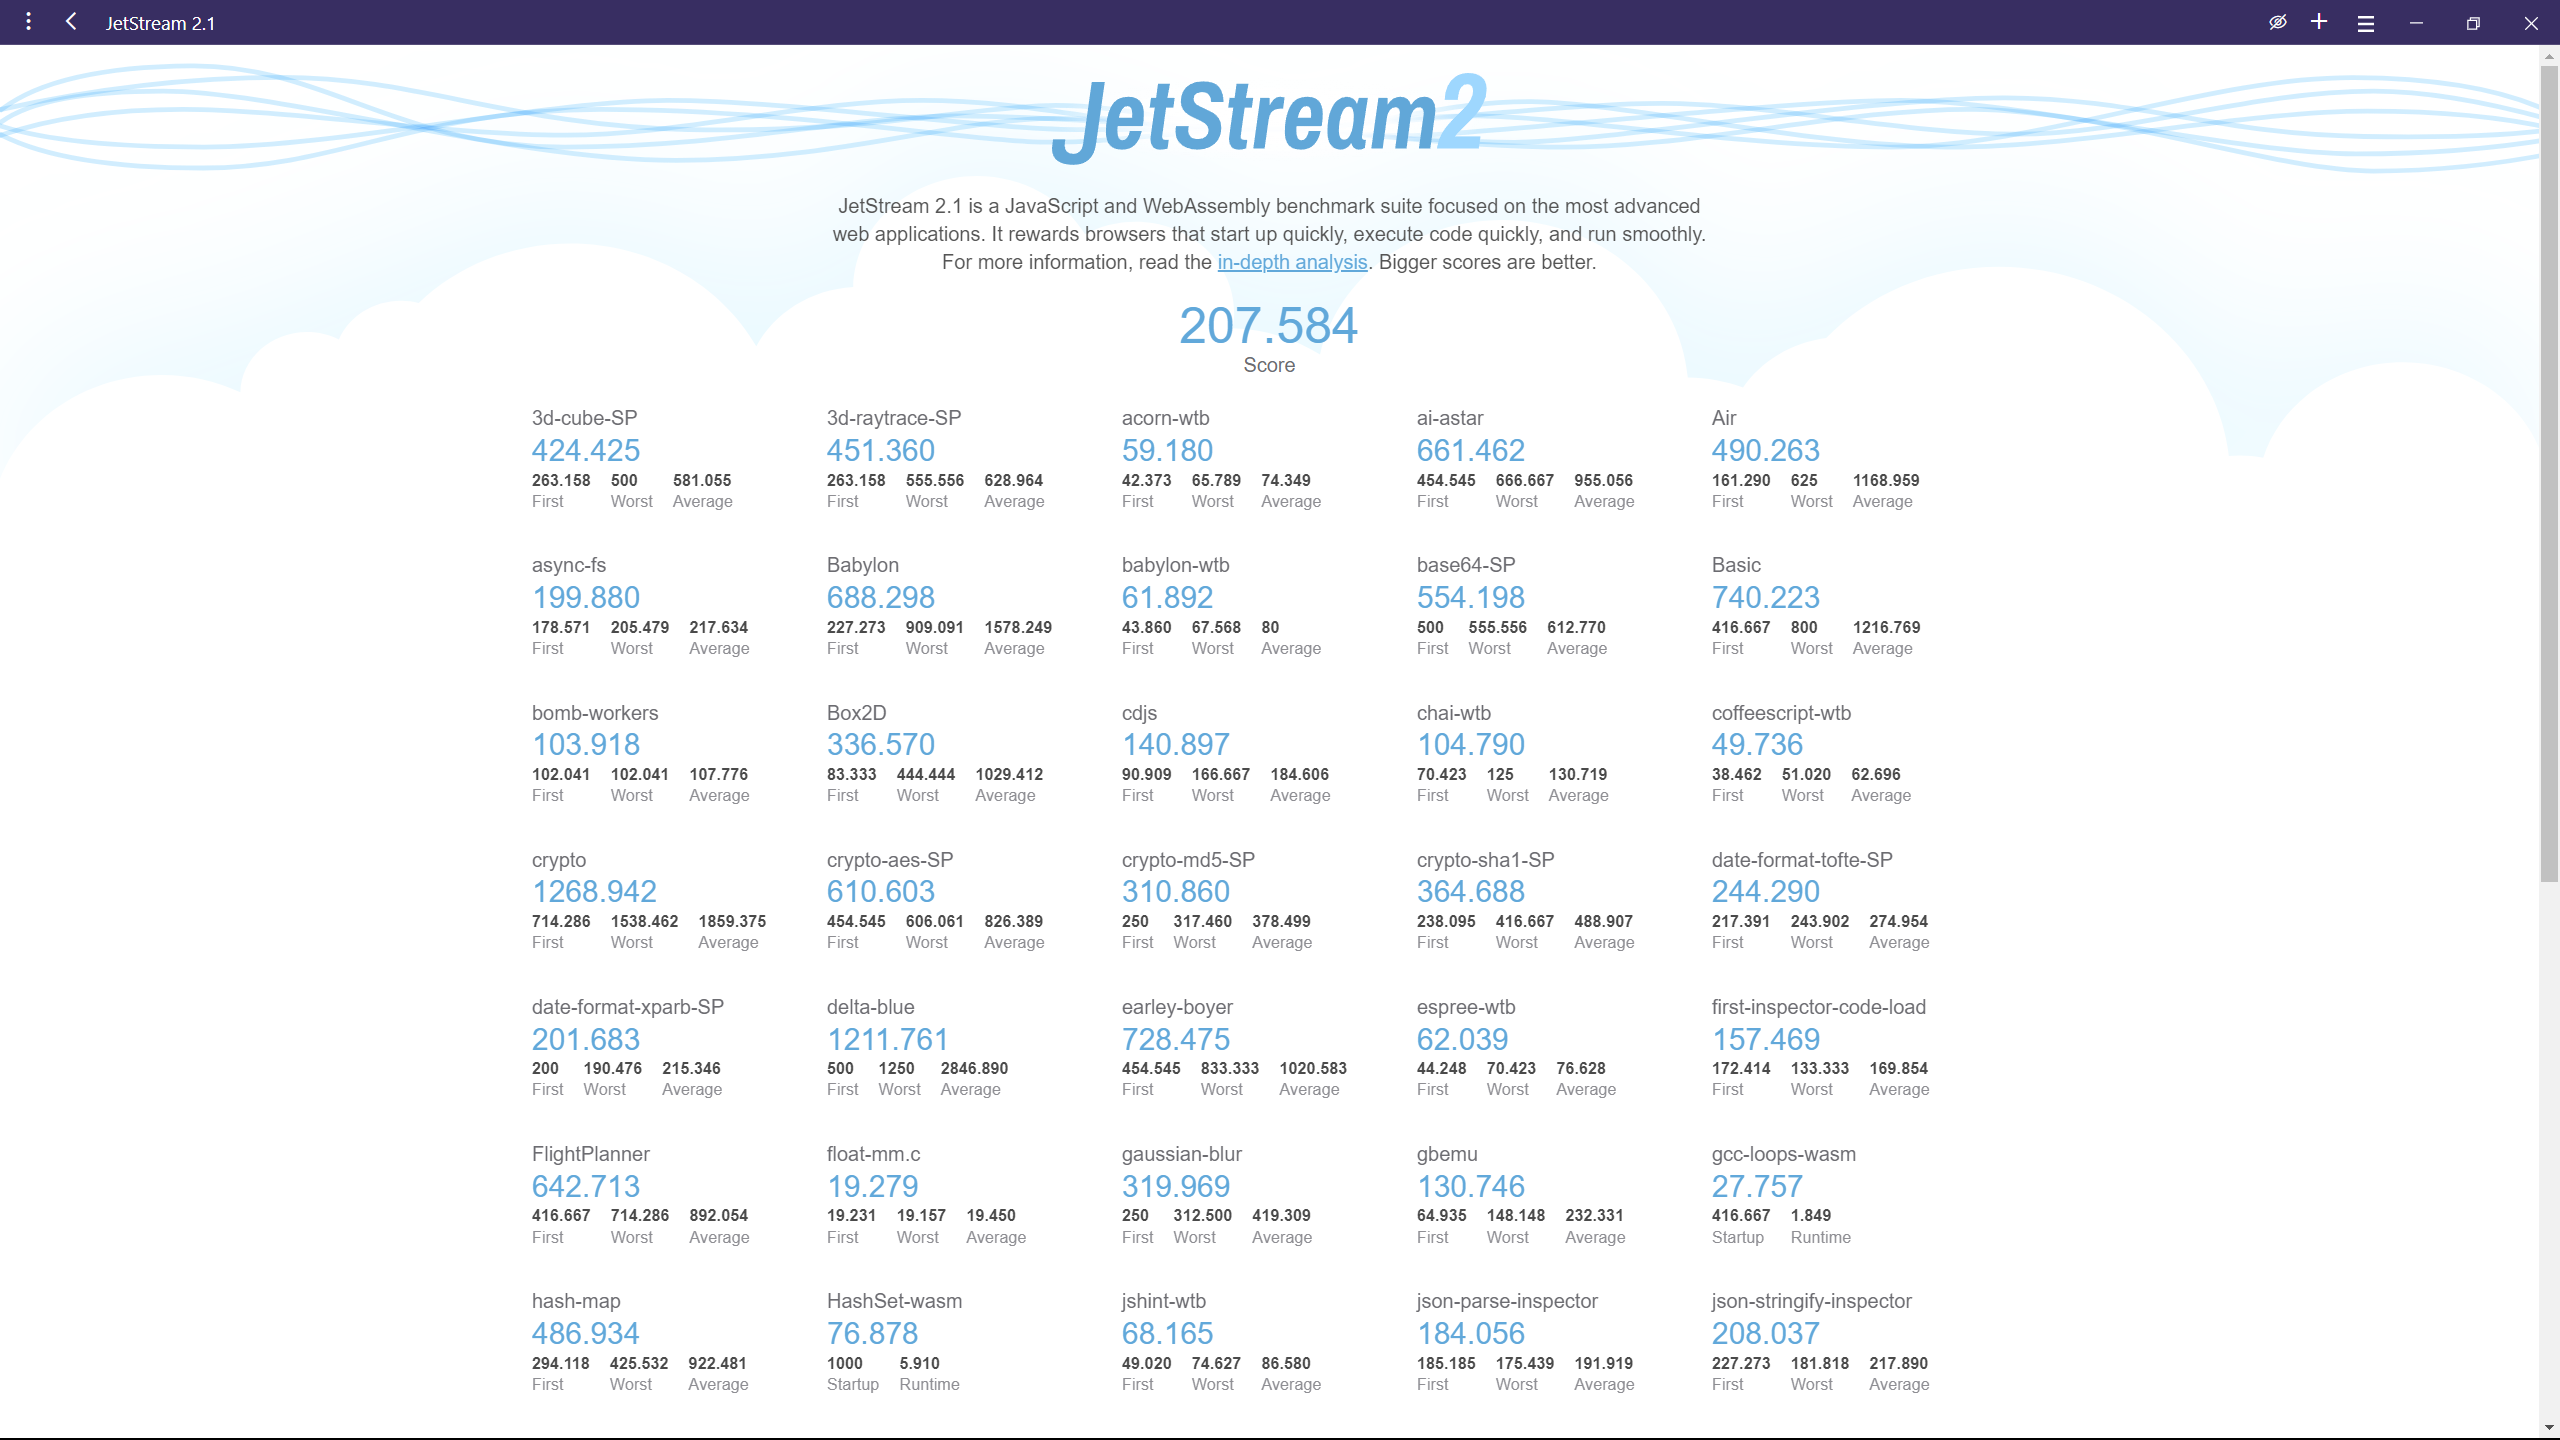 JetStream 2.1
JetStream2
JetStream 2.1 is a JavaScript and WebAssembly benchmark suite focused on the most advanced
web applications. It rewards browsers that start up quickly, execute code quickly, and run smoothly.
For more information, read the in-depth analysis. Bigger scores are better.
207.584
Score
3d-cube-SP 3d-raytrace-SP acorn-wtb ai-astar Air
424.425 451.360 59.180 661.462 490.263
263.158 500 581.055 263.158 555.556 628.964 42.373 65.789 74.349 454.545 666.667 955.056 161.290 625 1168.959
First Worst Average First Worst Average First Worst Average First Worst Average First Worst Average
async-fs Babylon babylon-wtb base64-SP Basic
199.880 688.298 61.892 554.198 740.223
178.571 205.479 217.634 227.273 909.091 1578.249 43.860 67.568 80 500 555.556 612.770 416.667 800 1216.769
First Worst Average First Worst Average First Worst Average First Worst Average First Worst Average
bomb-workers Box2D cdjs chai-wtb coffeescript-wtb
103.918 336.570 140.897 104.790 49.736
102.041 102.041 107.776 83.333 444.444 1029.412 90.909 166.667 184.606 70.423 125 130.719 38.462 51.020 62.696
First Worst Average First Worst Average First Worst Average First Worst Average First Worst Average
crypto crypto-aes-SP crypto-md5-SP crypto-sha1-SP date-format-tofte-SP
1268.942 610.603 310.860 364.688 244.290
714.286 1538.462 1859.375 454.545 606.061 826.389 250 317.460 378.499 238.095 416.667 488.907 217.391 243.902 274.954
First Worst Average First Worst Average First Worst Average First Worst Average First Worst Average
date-format-xparb-SP delta-blue earley-boyer espree-wtb first-inspector-code-load
201.683 1211.761 728.475 62.039 157.469
200 190.476 215.346 500 1250 2846.890 454.545 833.333 1020.583 44.248 70.423 76.628 172.414 133.333 169.854
First Worst Average First Worst Average First Worst Average First Worst Average First Worst Average
FlightPlanner float-mm.c gaussian-blur gbemu gcc-loops-wasm
642.713 19.279 319.969 130.746 27.757
416.667 714.286 892.054 19.231 19.157 19.450 250 312.500 419.309 64.935 148.148 232.331 416.667 1.849
First Worst Average First Worst Average First Worst Average First Worst Average Startup Runtime
hash-map HashSet-wasm jshint-wtb json-parse-inspector json-stringify-inspector
486.934 76.878 68.165 184.056 208.037
294.118 425.532 922.481 1000 5.910 49.020 74.627 86.580 185.185 175.439 191.919 227.273 181.818 217.890
First Worst Average Startup Runtime First Worst Average First Worst Average First Worst Average